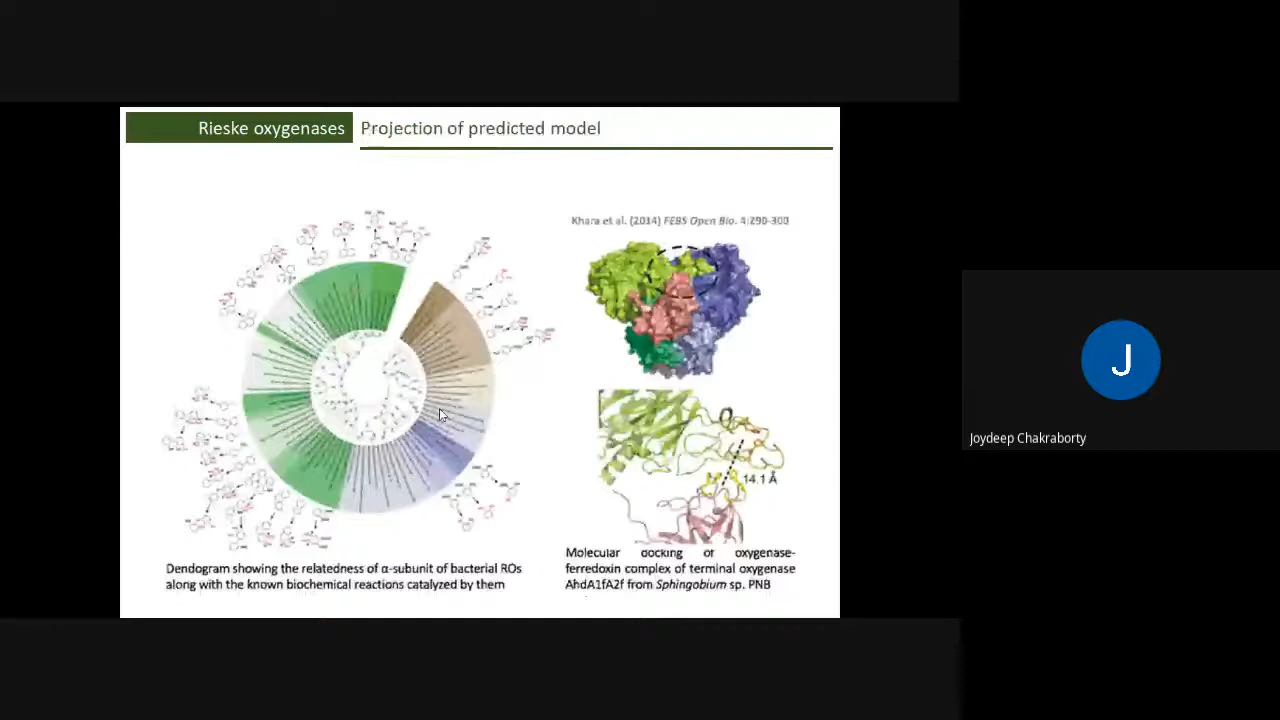 Rieske oxygenases
Projection of predicted model
Khara et al. (2014) FEBS Open Bio. 4:290-300
14.1 Å
Dendogram showing the relatedness of α-subunit of bacterial ROs
along with the known biochemical reactions catalyzed by them
Molecular docking of oxygenase-
ferredoxin complex of terminal oxygenase
AhdA1fA2f from Sphingobium sp. PNB
J
Joydeep Chakraborty